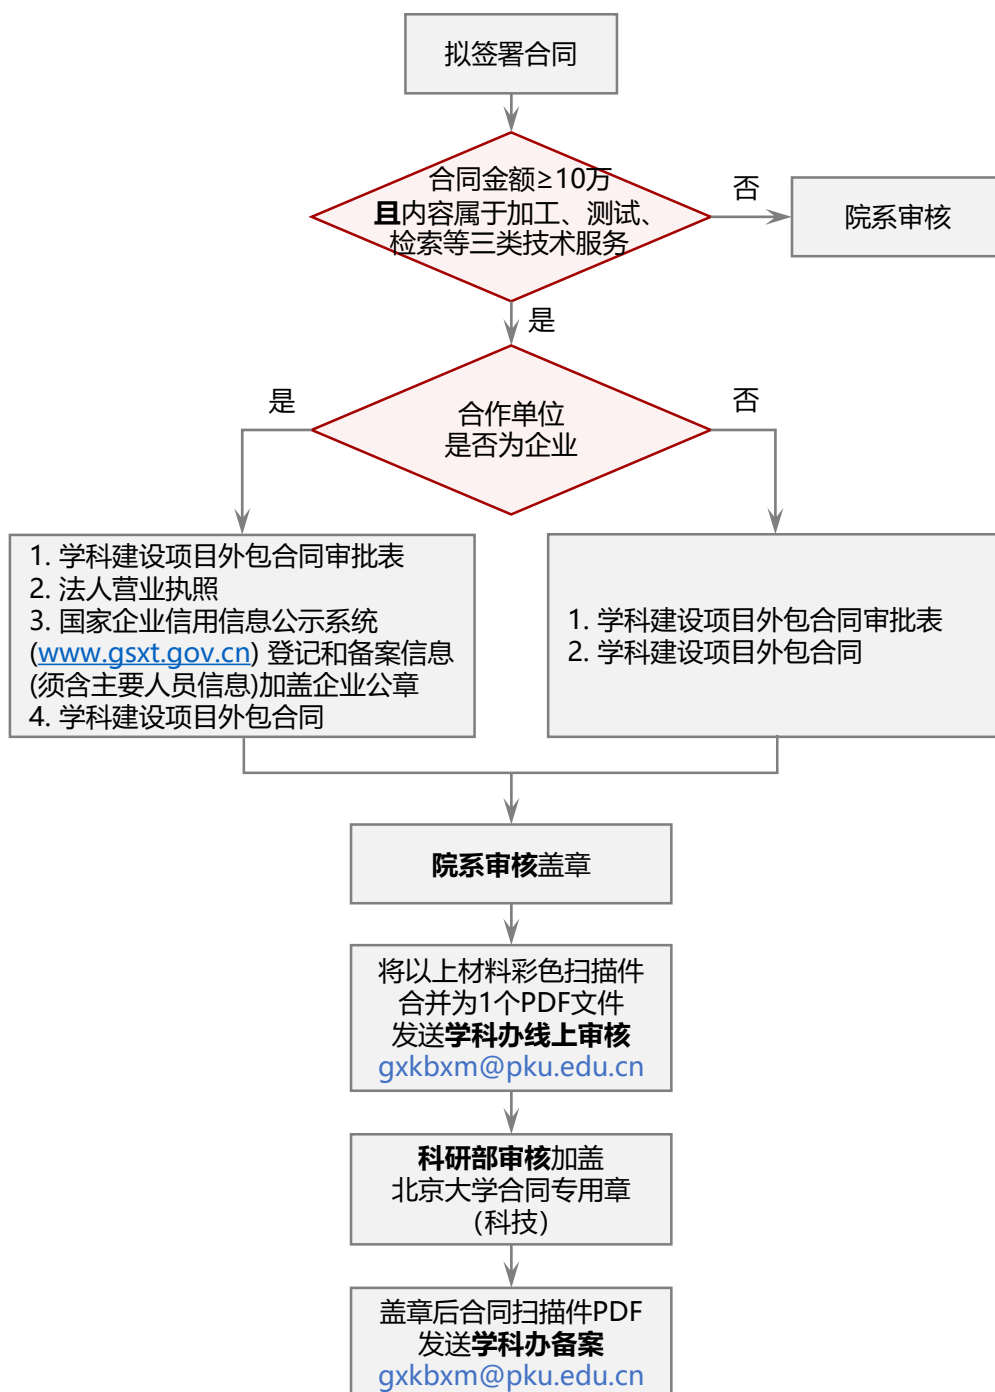 拟签署合同
合同金额≥10万
且内容属于加工、测试、
检索等三类技术服务
否
院系审核
是
合作单位
是否为企业
是
否
1. 学科建设项目外包合同审批表
2. 法人营业执照
3. 国家企业信用信息公示系统
(www.gsxt.gov.cn) 登记和备案信息
(须含主要人员信息)加盖企业公章
4. 学科建设项目外包合同
1. 学科建设项目外包合同审批表
2. 学科建设项目外包合同
院系审核盖章
将以上材料彩色扫描件
合并为1个PDF文件
发送学科办线上审核
gxkbxm@pku.edu.cn
科研部审核加盖
北京大学合同专用章
（科技）
盖章后合同扫描件PDF
发送学科办备案
gxkbxm@pku.edu.cn